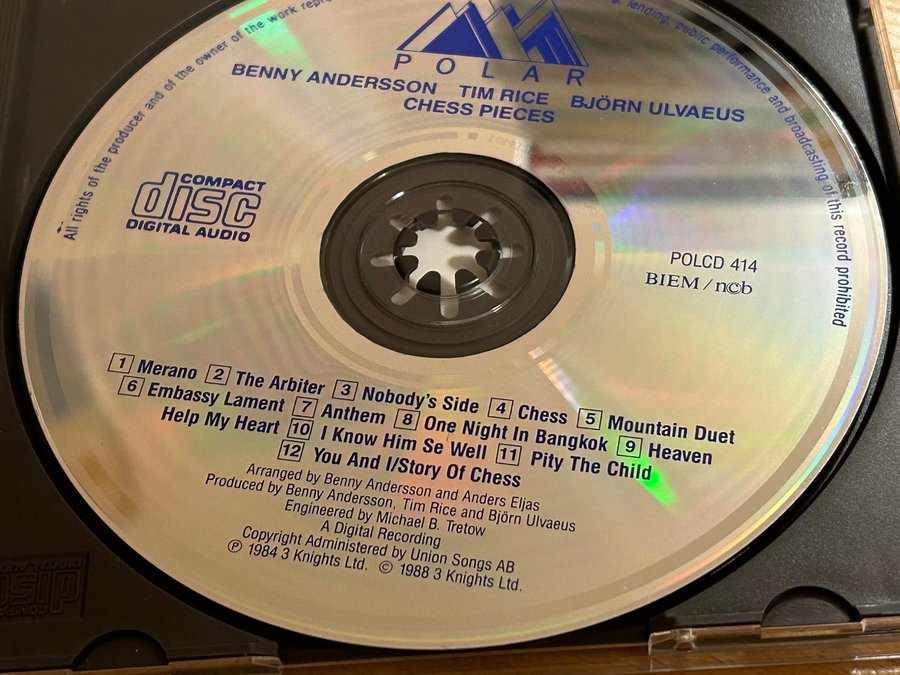 All rights of the producer and of the owner of the work repro
g, lending, public performance and broadcasting of this record prohibited
POLAR
BENNY ANDERSSON TIM RICE BJÖRN ULVAEUS
CHESS PIECES
COMPACT
disc
DIGITAL AUDIO
POLCD 414
BIEM / n©b
1 Merano 2 The Arbiter 3 Nobody's Side 4 Chess 5 Mountain Duet
6 Embassy Lament 7 Anthem 8 One Night In Bangkok 9 Heaven
Help My Heart 10 I Know Him Se Well 11 Pity The Child
12 You And I/Story Of Chess
Arranged by Benny Andersson and Anders Eljas
Produced by Benny Andersson, Tim Rice and Björn Ulvaeus
Engineered by Michael B. Tretow
A Digital Recording
Copyright Administered by Union Songs AB
℗ 1984 3 Knights Ltd. © 1988 3 Knights Ltd.